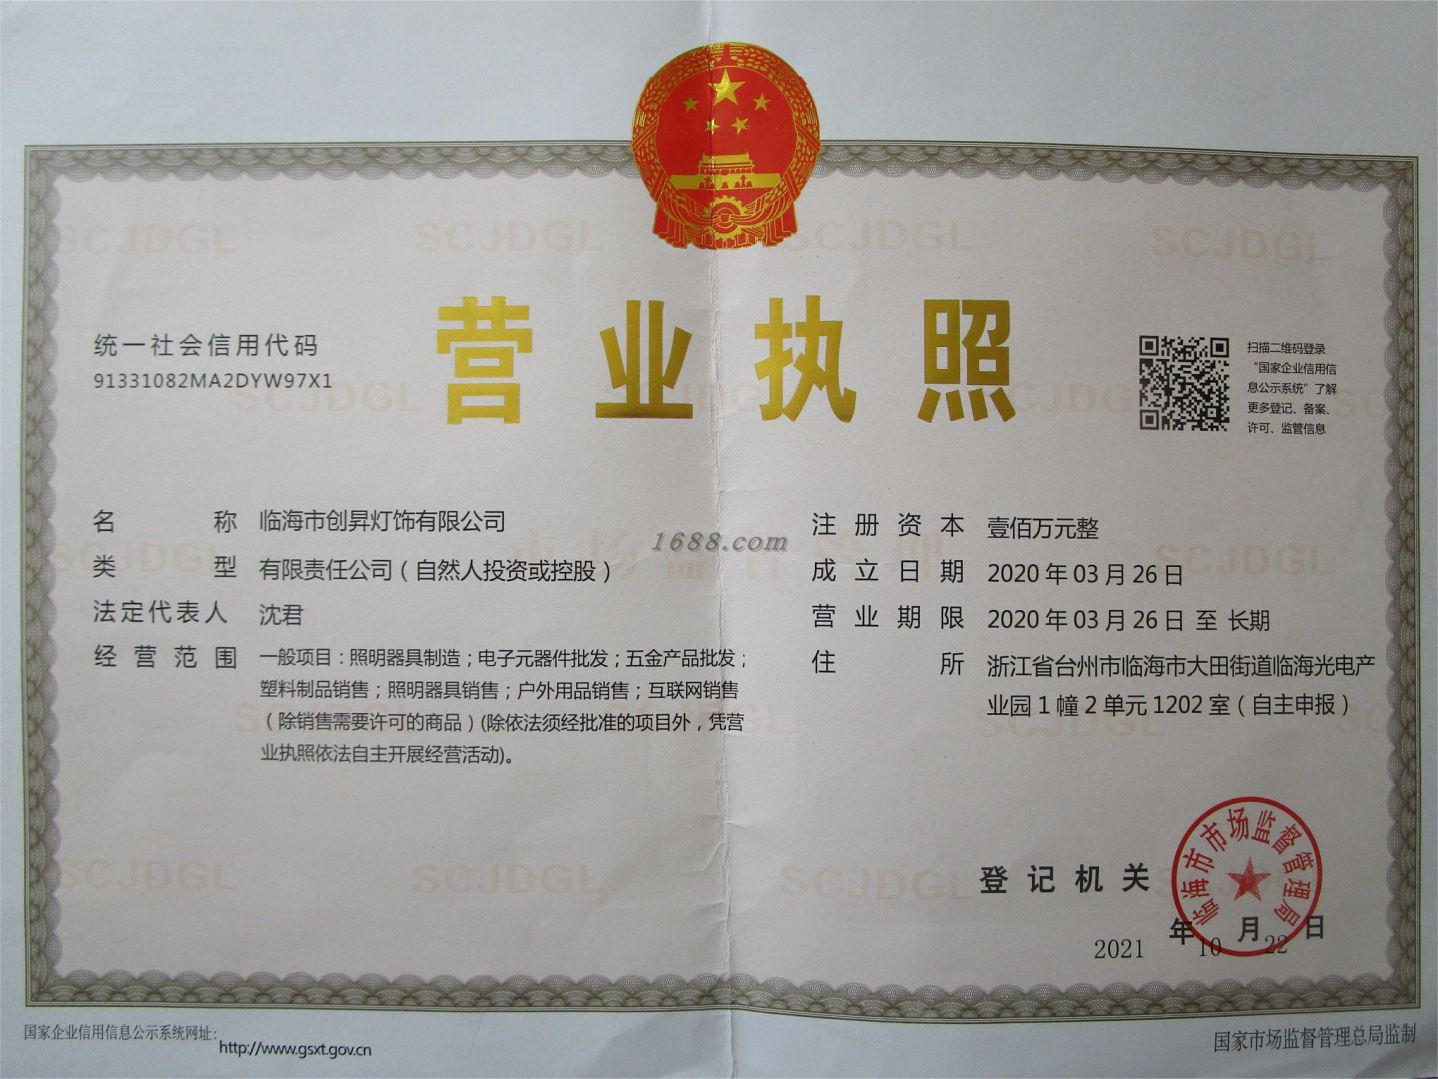 营业执照
统一社会信用代码
91331082MA2DYW97X1
扫描二维码登录
“国家企业信用信
息公示系统”了解
更多登记、备案、
许可、监管信息
名称 临海市创昇灯饰有限公司
类型 有限责任公司（自然人投资或控股）
法定代表人 沈君
经营范围 一般项目：照明器具制造；电子元器件批发；五金产品批发；
塑料制品销售；照明器具销售；户外用品销售；互联网销售
（除销售需要许可的商品）(除依法须经批准的项目外，凭营
业执照依法自主开展经营活动)。
1688.com
注册资本 壹佰万元整
成立日期 2020年03月26日
营业期限 2020年03月26日 至 长期
住所 浙江省台州市临海市大田街道临海光电产
业园1幢2单元1202室（自主申报）
登记机关
临海市市场监督管理局
2021 年 10 月 22 日
国家企业信用信息公示系统网址：
http://www.gsxt.gov.cn
国家市场监督管理总局监制
SCJDGL SCJDGL SCJDGL SCJDGL
SCJDGL
SCJDGL
SCJDGL SCJDGL SCJDGL